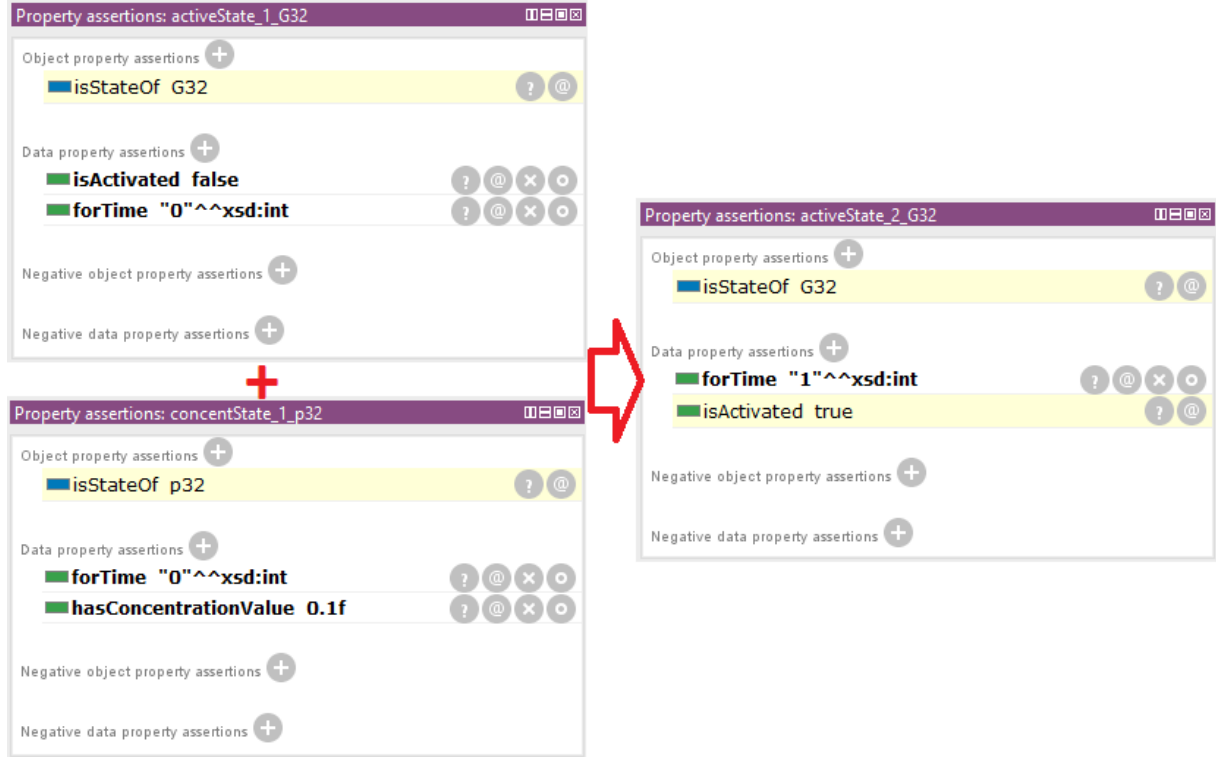 Property assertions: activeState_1_G32
Object property assertions
isStateOf G32
Data property assertions
isActivated false
forTime "0"^^xsd:int
Negative object property assertions
Negative data property assertions
+
Property assertions: concentState_1_p32
Object property assertions
isStateOf p32
Data property assertions
forTime "0"^^xsd:int
hasConcentrationValue 0.1f
Negative object property assertions
Negative data property assertions
Property assertions: activeState_2_G32
Object property assertions
isStateOf G32
Data property assertions
forTime "1"^^xsd:int
isActivated true
Negative object property assertions
Negative data property assertions